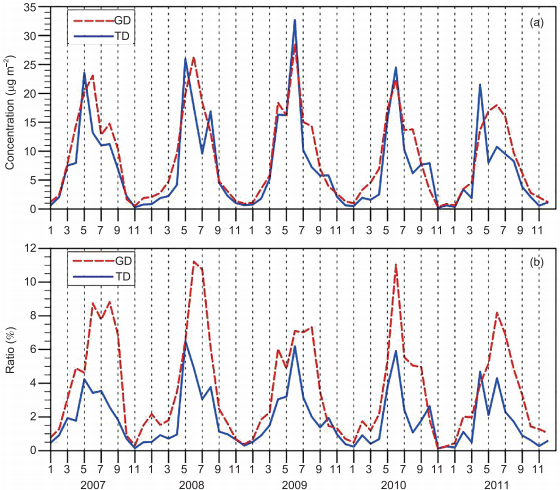 35
30
25
20
15
10
5
0
Concentration (μg m⁻²)
GD
TD
(a)
1 3 5 7 9 11 1 3 5 7 9 11 1 3 5 7 9 11 1 3 5 7 9 11 1 3 5 7 9 11
12
10
8
6
4
2
0
Ratio (%)
GD
TD
(b)
1 3 5 7 9 11 1 3 5 7 9 11 1 3 5 7 9 11 1 3 5 7 9 11 1 3 5 7 9 11
2007 2008 2009 2010 2011